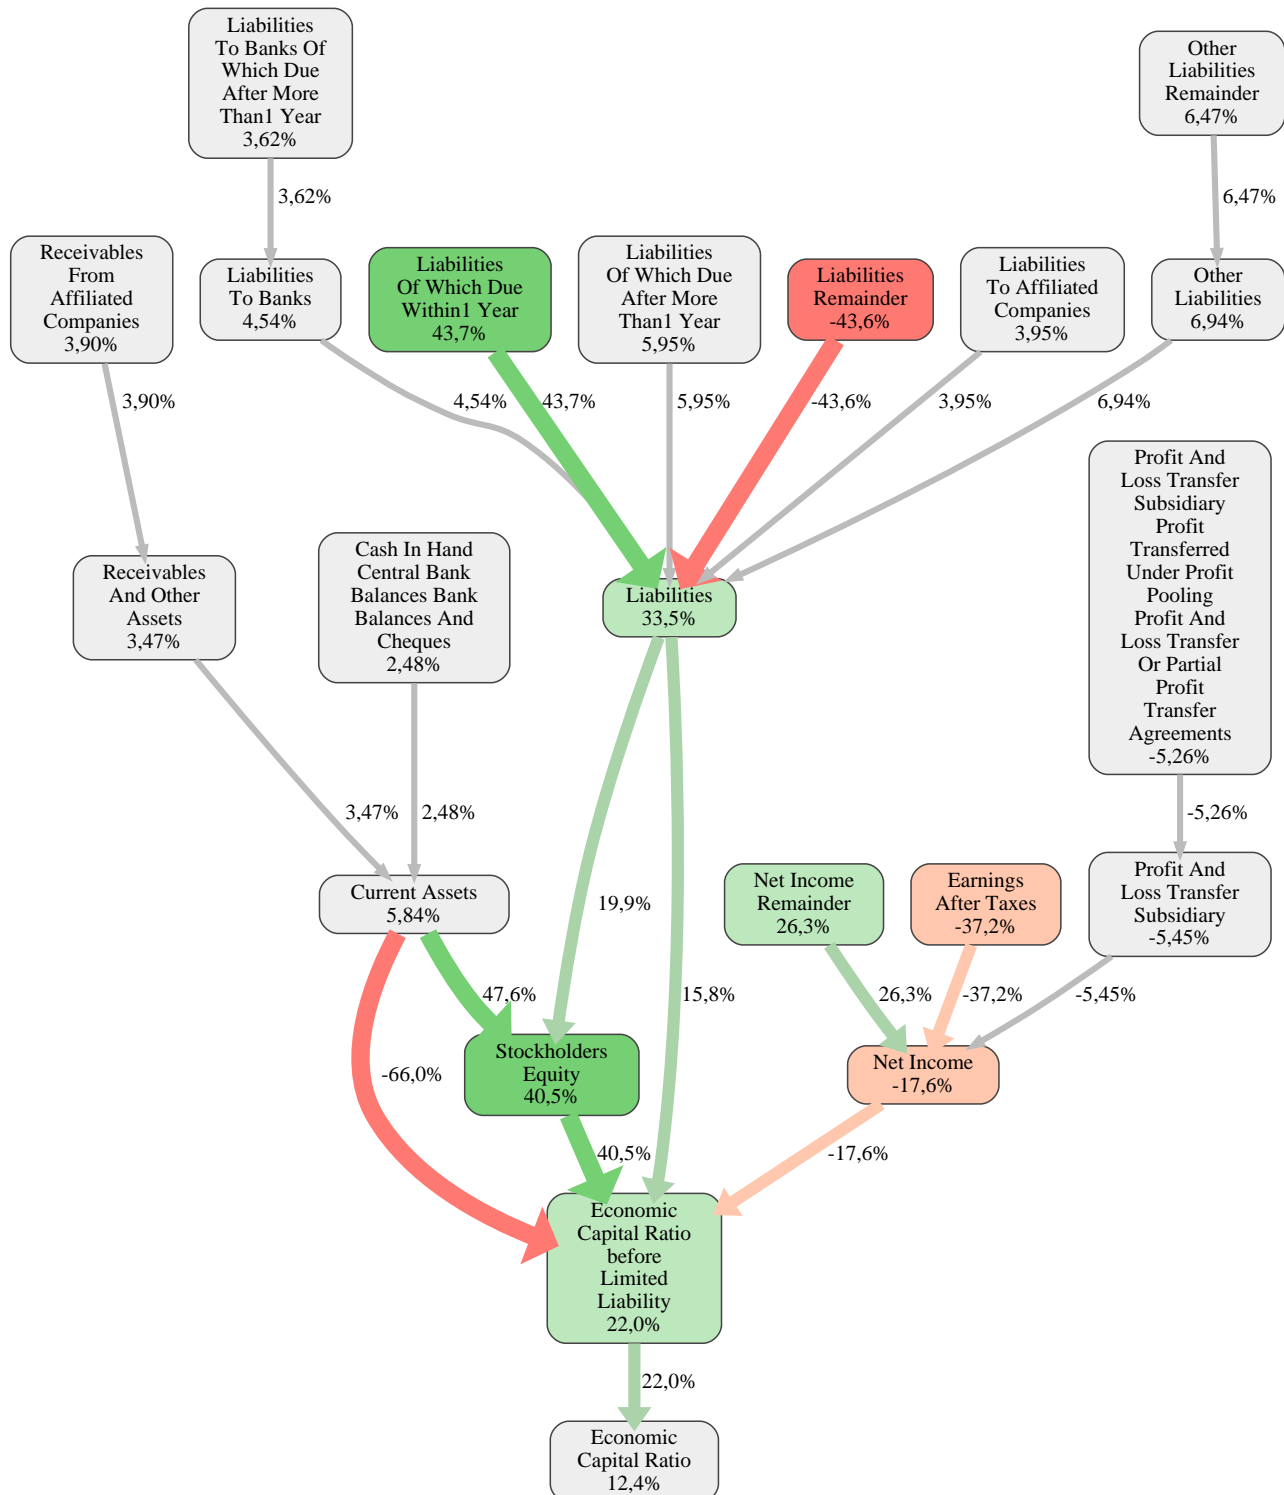 Liabilities
To Banks Of
Which Due
After More
Than1 Year
3,62%
Other
Liabilities
Remainder
6,47%
3,62%
6,47%
Receivables
From
Affiliated
Companies
3,90%
Liabilities
To Banks
4,54%
Liabilities
Of Which Due
Within1 Year
43,7%
Liabilities
Of Which Due
After More
Than1 Year
5,95%
Liabilities
Remainder
-43,6%
Liabilities
To Affiliated
Companies
3,95%
Other
Liabilities
6,94%
3,90%
4,54%
43,7%
5,95%
-43,6%
3,95%
6,94%
Profit And
Loss Transfer
Subsidiary
Profit
Transferred
Under Profit
Pooling
Profit And
Loss Transfer
Or Partial
Profit
Transfer
Agreements
-5,26%
Receivables
And Other
Assets
3,47%
Cash In Hand
Central Bank
Balances Bank
Balances And
Cheques
2,48%
Liabilities
33,5%
3,47%
2,48%
-5,26%
Current Assets
5,84%
19,9%
Net Income
Remainder
26,3%
Earnings
After Taxes
-37,2%
Profit And
Loss Transfer
Subsidiary
-5,45%
47,6%
15,8%
26,3%
-37,2%
-5,45%
-66,0%
Stockholders
Equity
40,5%
Net Income
-17,6%
40,5%
-17,6%
Economic
Capital Ratio
before
Limited
Liability
22,0%
22,0%
Economic
Capital Ratio
12,4%